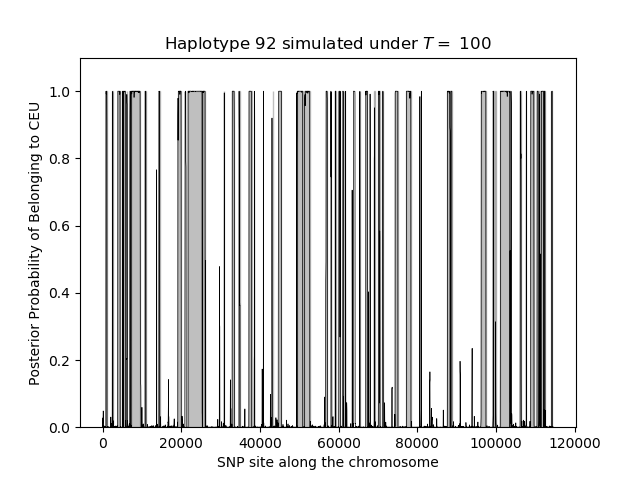 Haplotype 92 simulated under T = 100
Posterior Probability of Belonging to CEU
1.0
0.8
0.6
0.4
0.2
0.0
0 20000 40000 60000 80000 100000 120000
SNP site along the chromosome